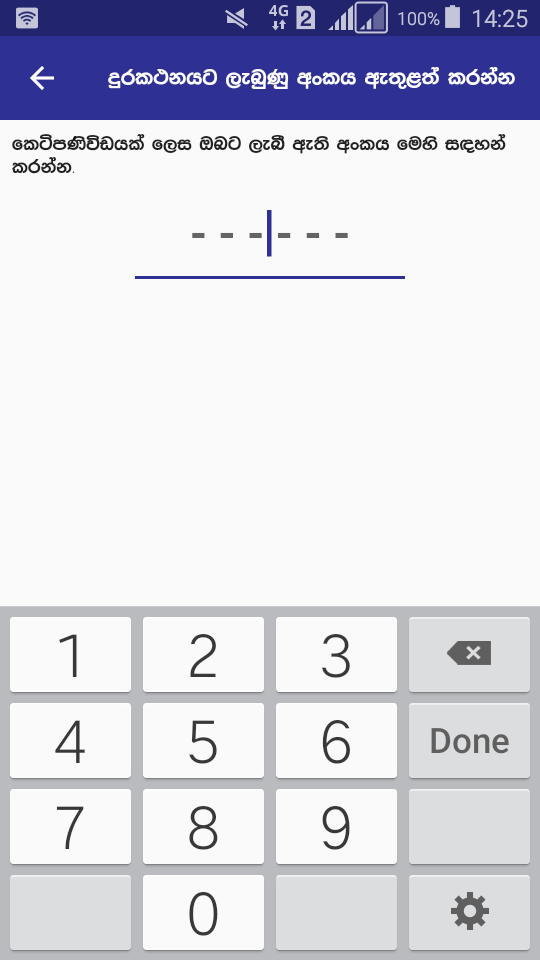 4G 2 100% 14:25
දුරකථනයට ලැබුණු අංකය ඇතුළත් කරන්න
කෙටිපණිවිඩයක් ලෙස ඔබට ලැබී ඇති අංකය මෙහි සඳහන්
කරන්න.
- - - - - -
1 2 3
4 5 6 Done
7 8 9
0